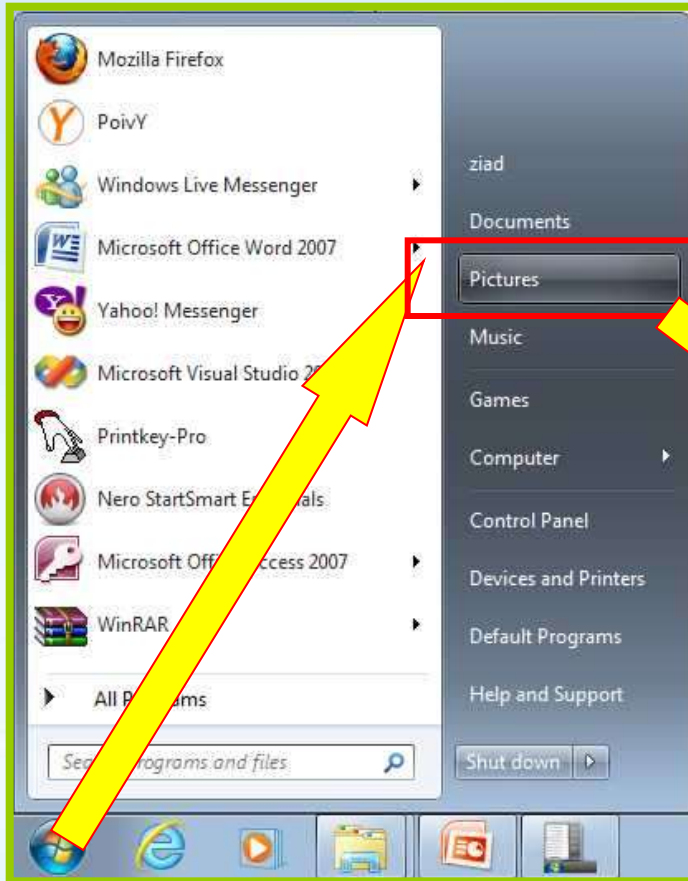 Mozilla Firefox
PoivY
Windows Live Messenger
Microsoft Office Word 2007
Yahoo! Messenger
Microsoft Visual Studio
Printkey-Pro
Nero StartSmart
Microsoft 2007
WinRAR
All
and files
ziad
Documents
Pictures
Music
Games
Computer
Control Panel
Devices and Printers
Default Programs
Help and Support
Shut down